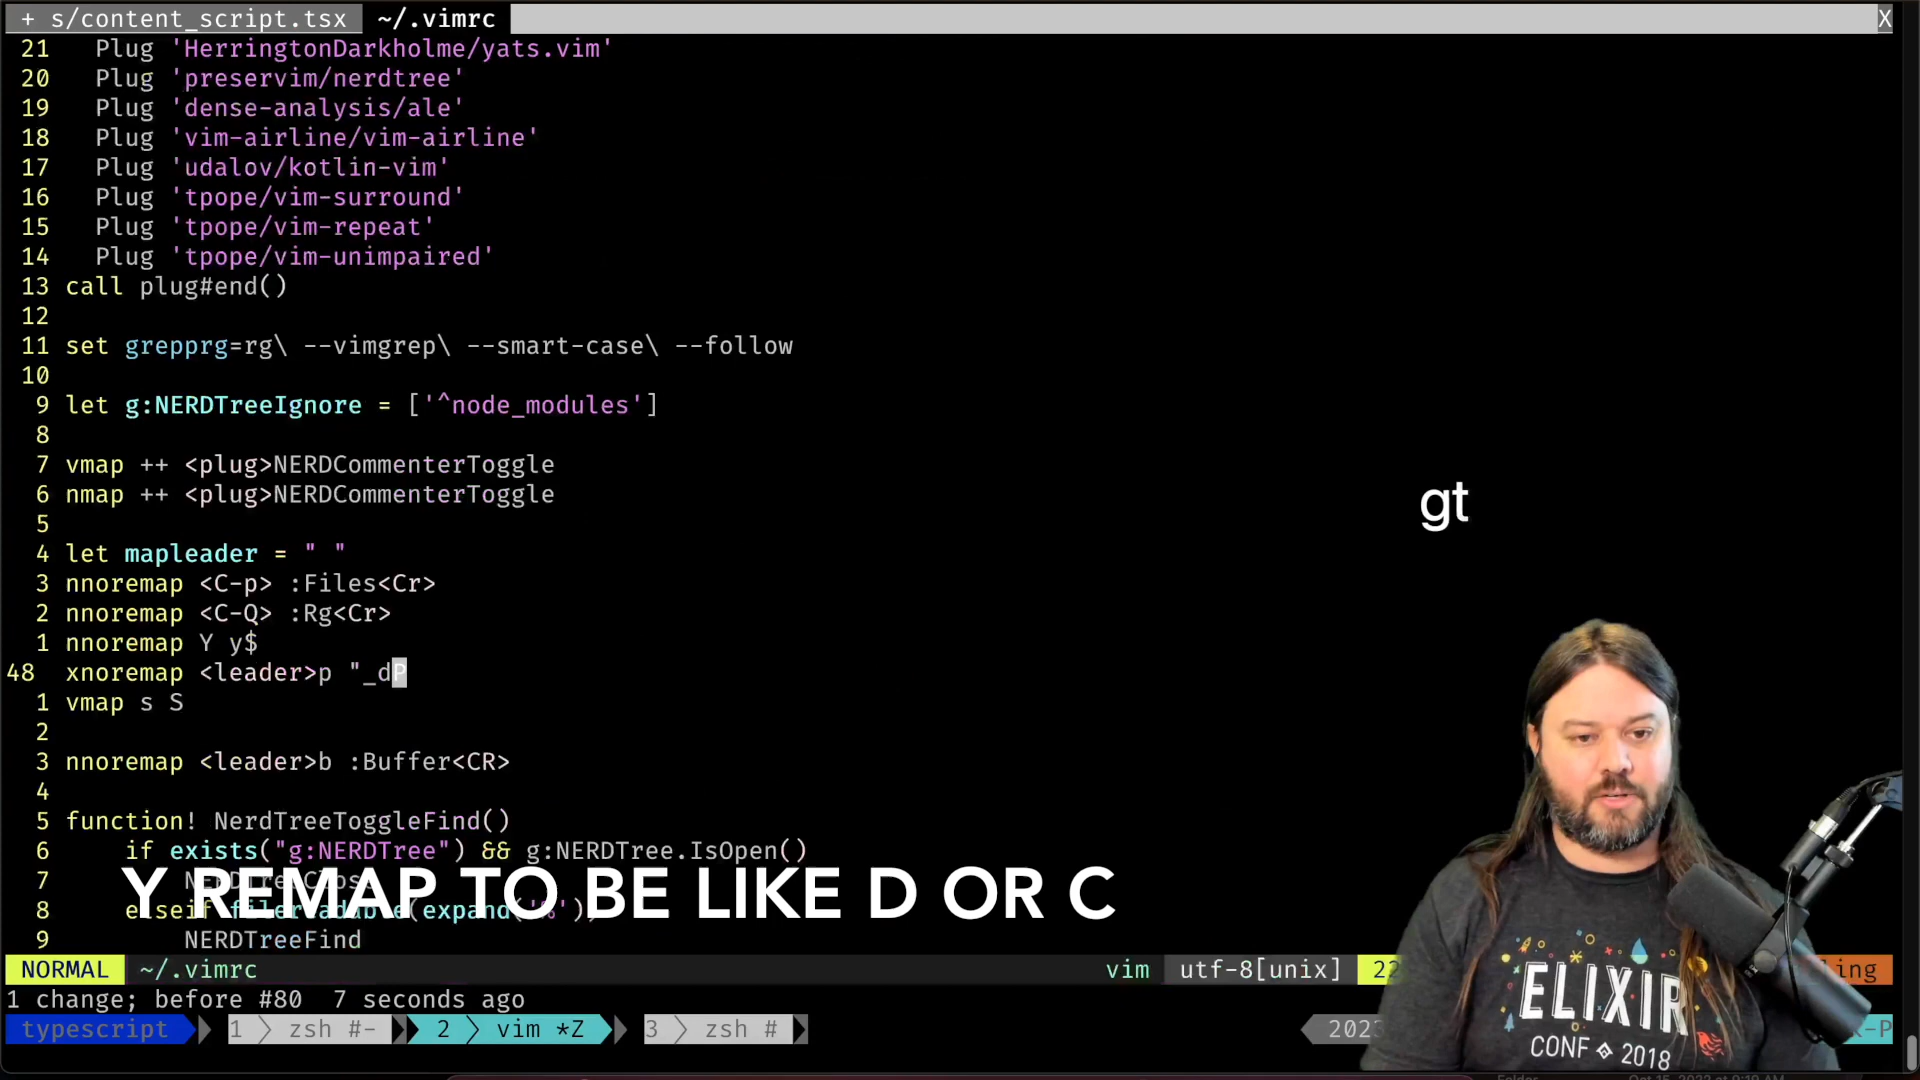 + s/content_script.tsx   ~/.vimrc   X
21   Plug 'HerringtonDarkholme/yats.vim'
20   Plug 'preservim/nerdtree'
19   Plug 'dense-analysis/ale'
18   Plug 'vim-airline/vim-airline'
17   Plug 'udalov/kotlin-vim'
16   Plug 'tpope/vim-surround'
15   Plug 'tpope/vim-repeat'
14   Plug 'tpope/vim-unimpaired'
13 call plug#end()
12
11 set grepprg=rg\ --vimgrep\ --smart-case\ --follow
10
9 let g:NERDTreeIgnore = ['^node_modules']
8
7 vmap ++ <plug>NERDCommenterToggle
6 nmap ++ <plug>NERDCommenterToggle
gt
5
4 let mapleader = " "
3 nnoremap <C-p> :Files<Cr>
2 nnoremap <C-Q> :Rg<Cr>
1 nnoremap Y y$
48 xnoremap <leader>p "_dP
1 vmap s S
2
3 nnoremap <leader>b :Buffer<CR>
4
5 function! NerdTreeToggleFind()
6     if exists("g:NERDTree") && g:NERDTree.IsOpen()
7
Y REMAP TO BE LIKE D OR C
8     elseif (expand('%'))
9         NERDTreeFind
NORMAL   ~/.vimrc   vim   utf-8[unix]   22   ling
1 change; before #80  7 seconds ago
typescript   1   zsh #-   2   vim *Z   3   zsh #   202   -P
ELIXIR
CONF 2018